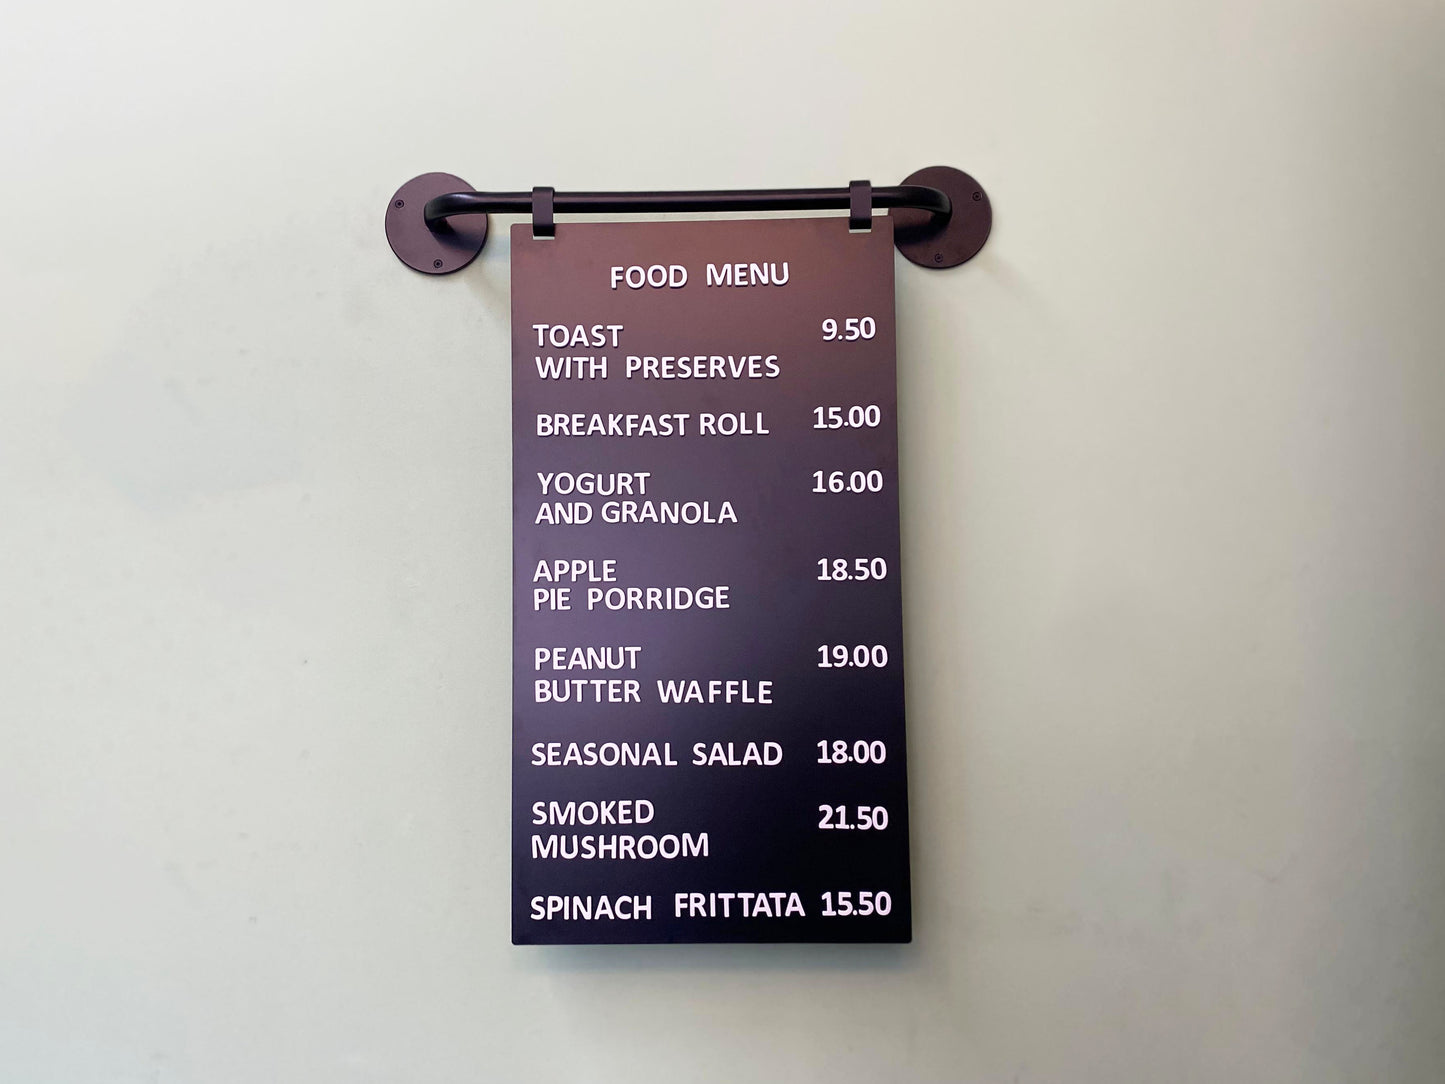 FOOD MENU
TOAST 9.50
WITH PRESERVES
BREAKFAST ROLL 15.00
YOGURT 16.00
AND GRANOLA
APPLE 18.50
PIE PORRIDGE
PEANUT 19.00
BUTTER WAFFLE
SEASONAL SALAD 18.00
SMOKED 21.50
MUSHROOM
SPINACH FRITTATA 15.50